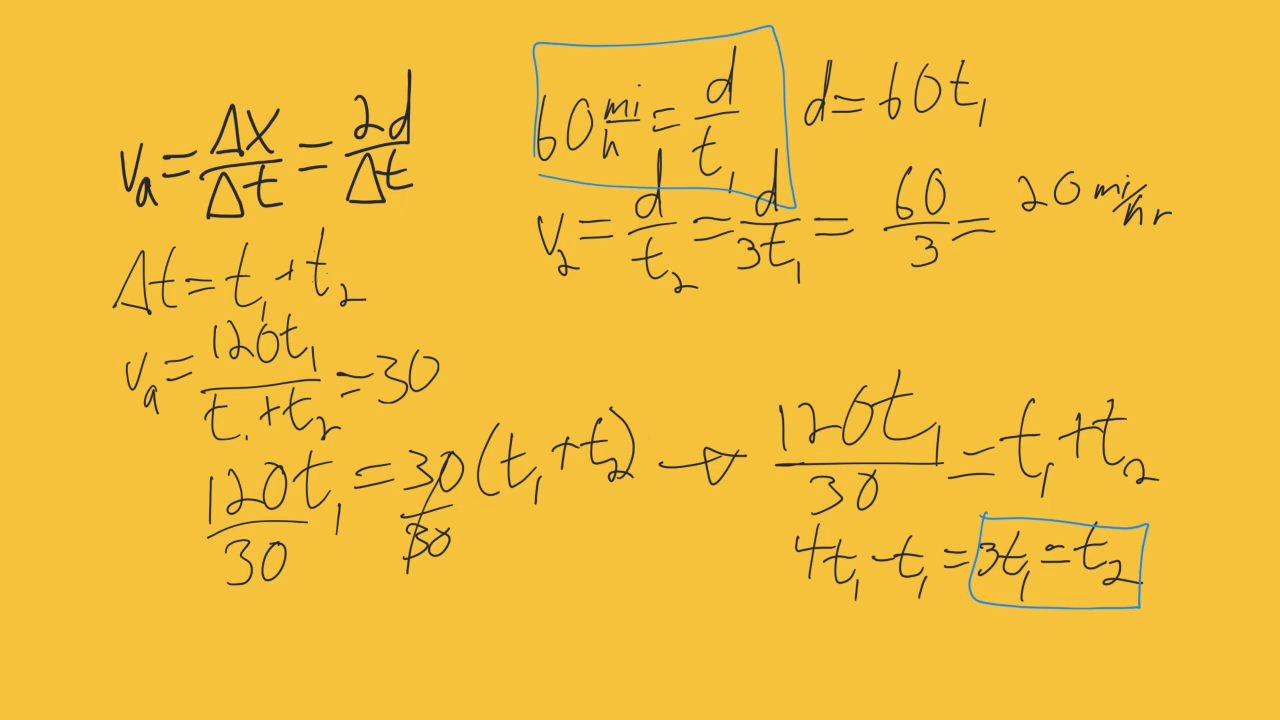 vₐ = Δx/Δt = 2d/Δt
60 mi/h = d/t₁ d = 60t₁
v₂ = d/t₂ = d/3t₁ = 60/3 = 20 mi/hr
Δt = t₁ + t₂
vₐ = 120t₁/t₁+t₂ = 30
120t₁/30 = 30/30 (t₁ + t₂) → 120t₁/30 = t₁ + t₂
4t₁ - t₁ = 3t₁ = t₂